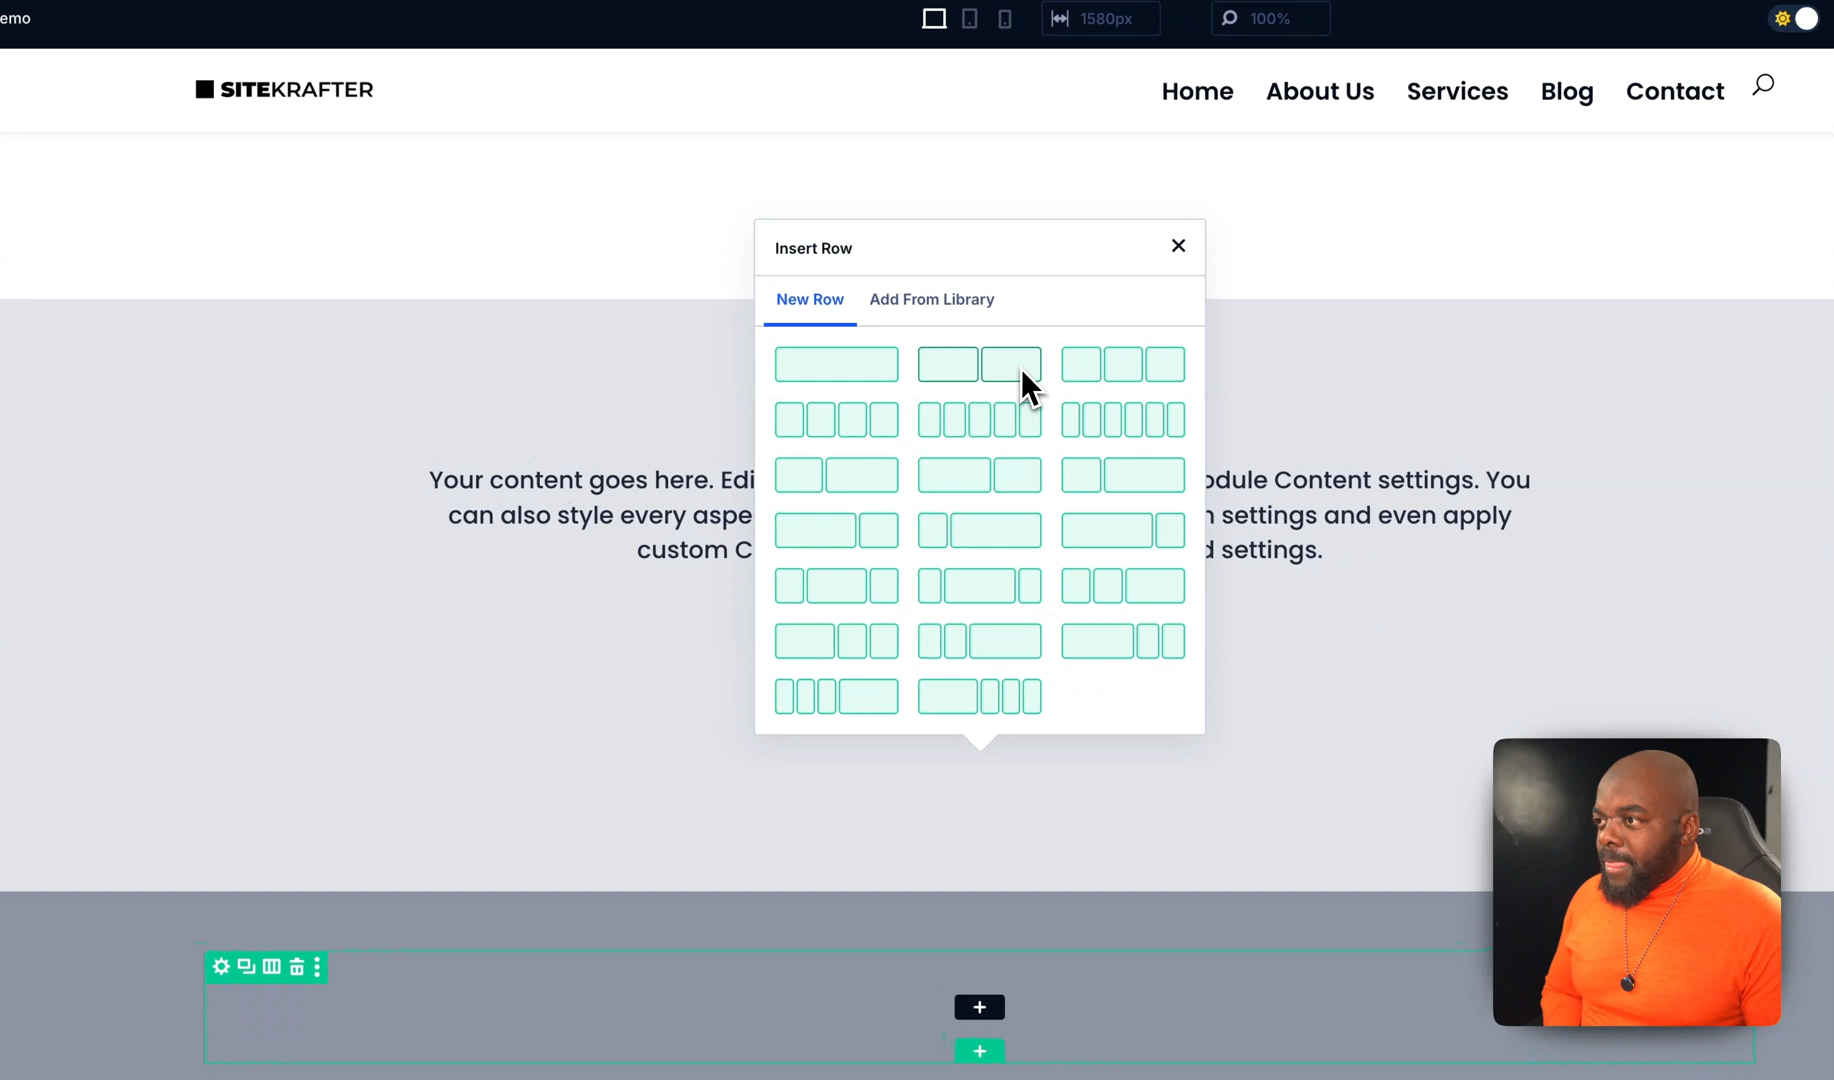 emo
1580px
100%
SITEKRAFTER
Home About Us Services Blog Contact
Insert Row
New Row Add From Library
Your content goes here. Edi
odule Content settings. You
can also style every aspe
settings and even apply
custom C
settings.